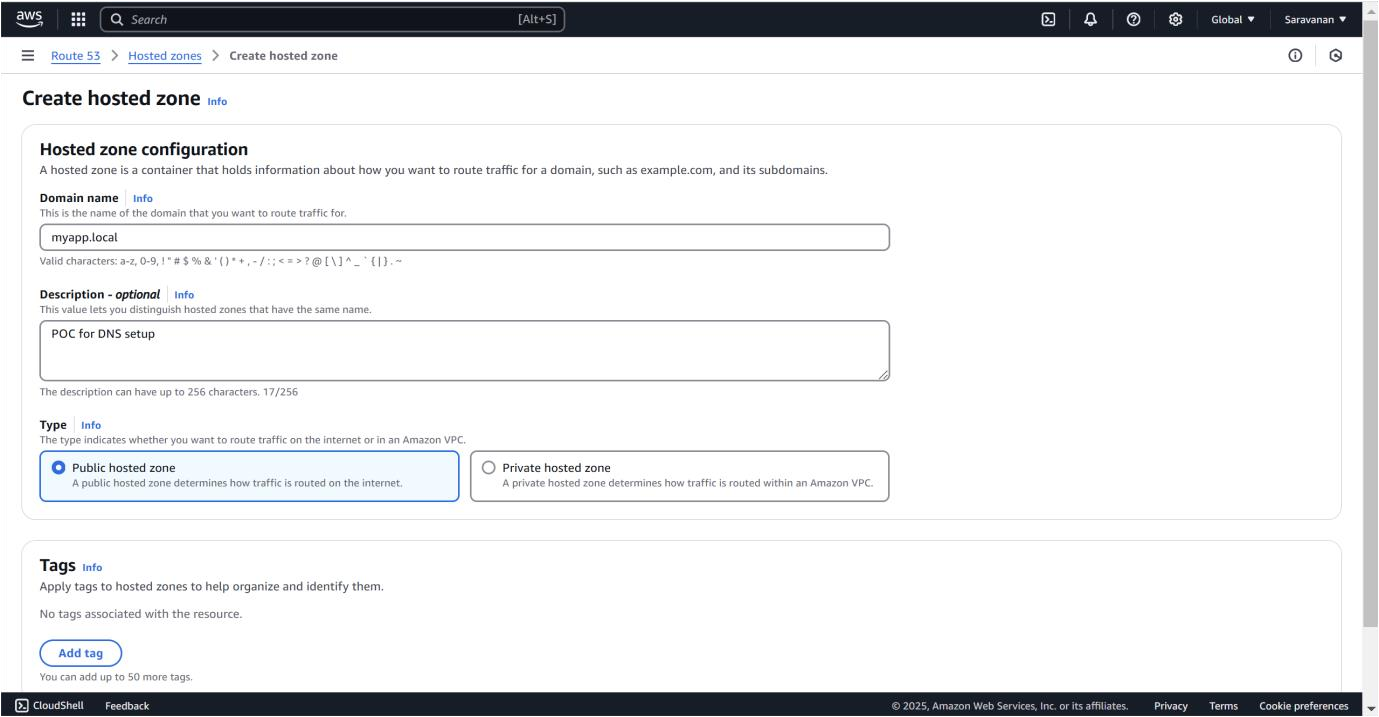 aws Search [Alt+S] Global ▼ Saravanan ▼
Route 53 > Hosted zones > Create hosted zone
Create hosted zone Info
Hosted zone configuration
A hosted zone is a container that holds information about how you want to route traffic for a domain, such as example.com, and its subdomains.
Domain name Info
This is the name of the domain that you want to route traffic for.
myapp.local
Valid characters: a-z, 0-9, ! " # $ % & ' ( ) * + , - / : ; < = > ? @ [ \ ] ^ _ ` { | } . ~
Description - optional Info
This value lets you distinguish hosted zones that have the same name.
POC for DNS setup
The description can have up to 256 characters. 17/256
Type Info
The type indicates whether you want to route traffic on the internet or in an Amazon VPC.
Public hosted zone Private hosted zone
A public hosted zone determines how traffic is routed on the internet. A private hosted zone determines how traffic is routed within an Amazon VPC.
Tags Info
Apply tags to hosted zones to help organize and identify them.
No tags associated with the resource.
Add tag
You can add up to 50 more tags.
CloudShell Feedback © 2025, Amazon Web Services, Inc. or its affiliates. Privacy Terms Cookie preferences